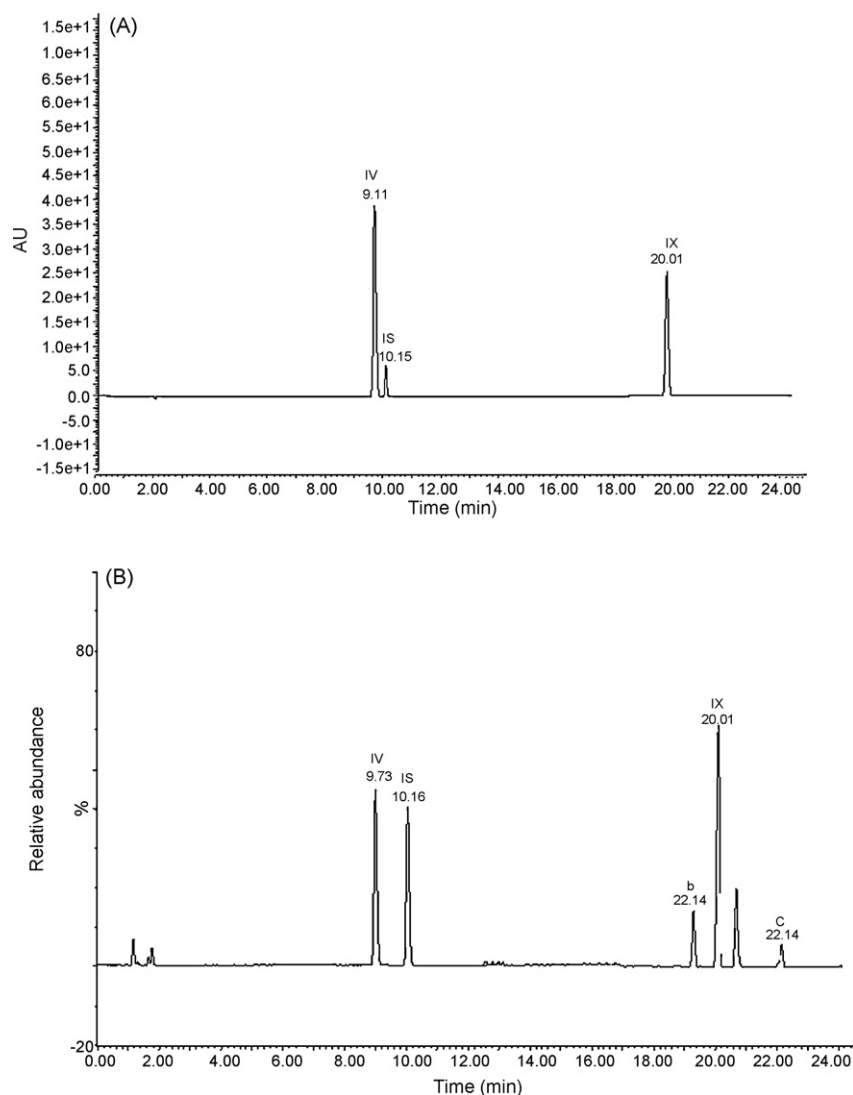 (A)
1.5e+1
1.0e+1
6.5e+1
6.0e+1
5.5e+1
5.0e+1
4.5e+1
4.0e+1
3.5e+1
3.0e+1
2.5e+1
2.0e+1
1.5e+1
1.0e+1
5.0
0.0
-5.0
-1.0e+1
-1.5e+1
AU
IV
9.11
IS
10.15
IX
20.01
0.00 2.00 4.00 6.00 8.00 10.00 12.00 14.00 16.00 18.00 20.00 22.00 24.00
Time (min)
(B)
80
%
-20
Relative abundance
IV
9.73
IS
10.16
b
22.14
IX
20.01
C
22.14
0.00 2.00 4.00 6.00 8.00 10.00 12.00 14.00 16.00 18.00 20.00 22.00 24.00
Time (min)